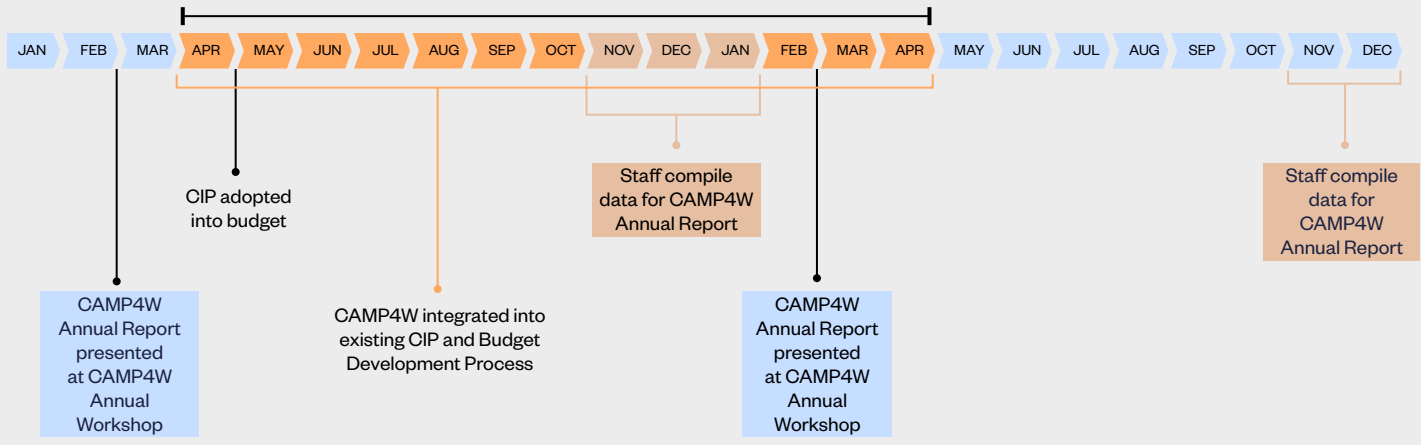 JAN FEB MAR APR MAY JUN JUL AUG SEP OCT NOV DEC JAN FEB MAR APR MAY JUN JUL AUG SEP OCT NOV DEC
CIP adopted
into budget
Staff compile
data for CAMP4W
Annual Report
Staff compile
data for
CAMP4W
Annual Report
CAMP4W
Annual Report
presented
at CAMP4W
Annual
Workshop
CAMP4W integrated into
existing CIP and Budget
Development Process
CAMP4W
Annual Report
presented
at CAMP4W
Annual
Workshop